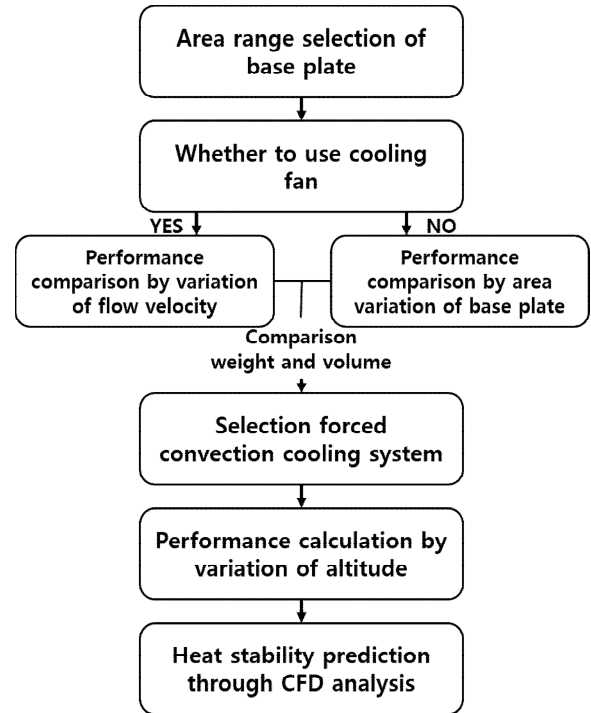 Area range selection of
base plate
Whether to use cooling
fan
YES
NO
Performance
comparison by variation
of flow velocity
Performance
comparison by area
variation of base plate
Comparison
weight and volume
Selection forced
convection cooling system
Performance calculation by
variation of altitude
Heat stability prediction
through CFD analysis